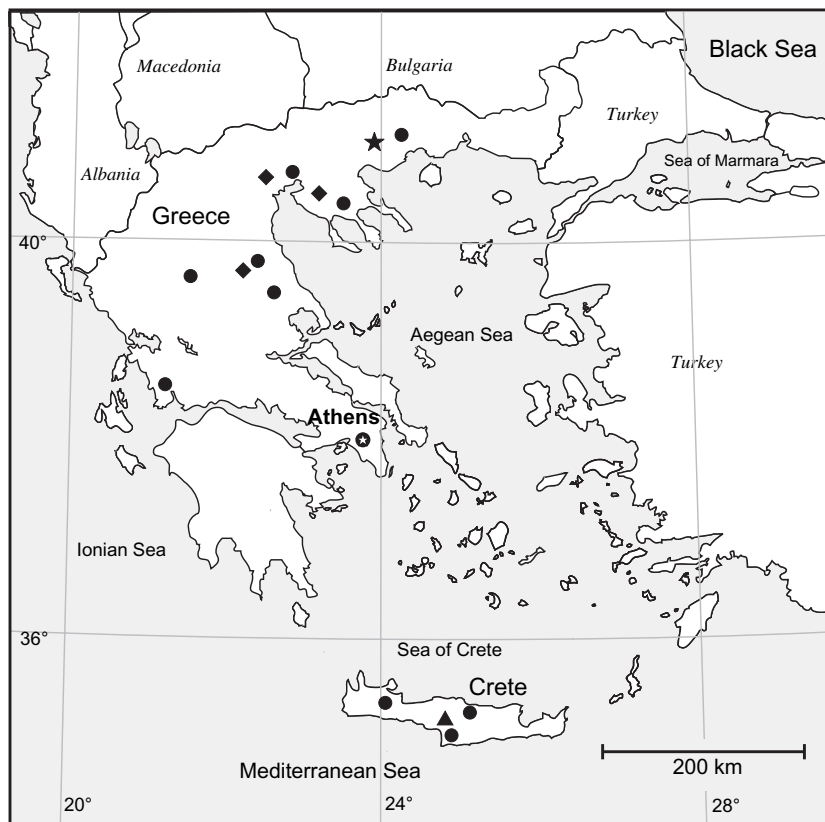 Black Sea
Macedonia
Bulgaria
Turkey
Sea of Marmara
Albania
Greece
40°
Aegean Sea
Turkey
Athens
Ionian Sea
36°
Sea of Crete
Crete
200 km
Mediterranean Sea
20°
24°
28°